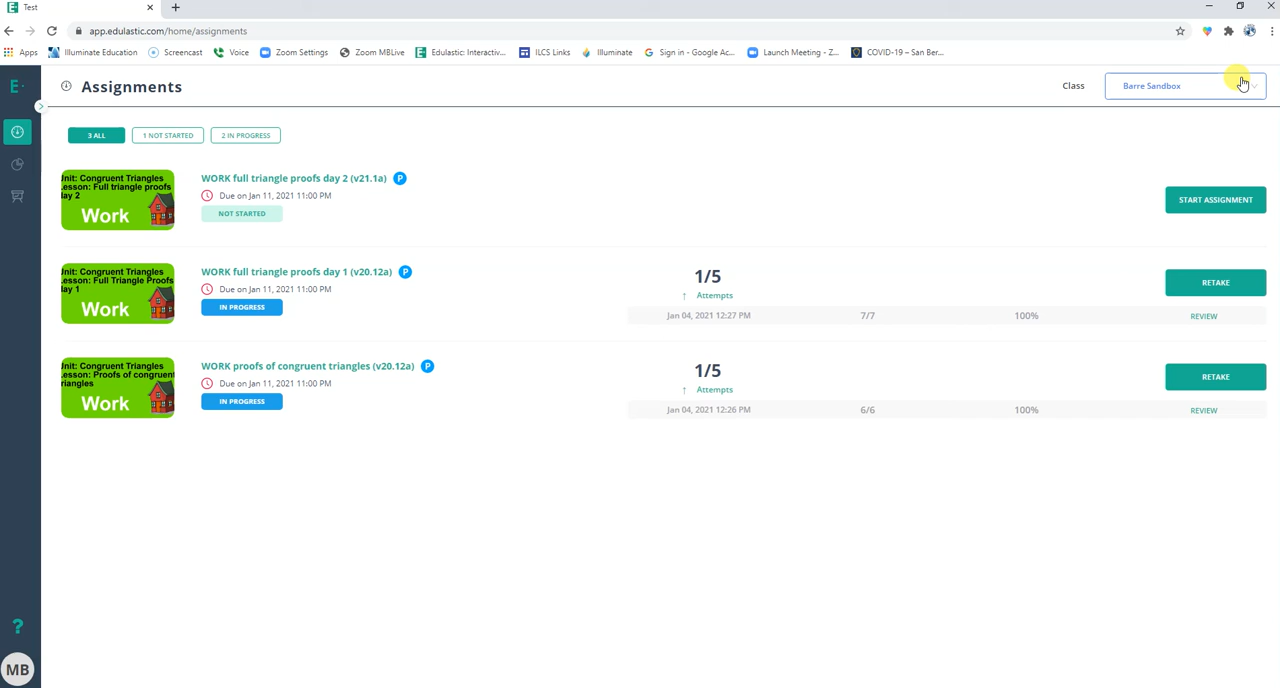 Test
app.edulastic.com/home/assignments
Apps Illuminate Education Screencast Voice Zoom Settings Zoom MBLive Edulastic: Interactiv... ILCS Links Illuminate Sign in - Google Ac... Launch Meeting - Z... COVID-19 – San Ber...
Assignments
Class
Barre Sandbox
3 ALL
1 NOT STARTED
2 IN PROGRESS
Unit: Congruent Triangles
Lesson: Full triangle proofs
day 2
Work
WORK full triangle proofs day 2 (v21.1a) P
Due on Jan 11, 2021 11:00 PM
NOT STARTED
START ASSIGNMENT
Unit: Congruent Triangles
Lesson: Full Triangle Proofs
day 1
Work
WORK full triangle proofs day 1 (v20.12a) P
Due on Jan 11, 2021 11:00 PM
IN PROGRESS
1/5
↑ Attempts
RETAKE
Jan 04, 2021 12:27 PM 7/7 100% REVIEW
Unit: Congruent Triangles
Lesson: Proofs of congruent
triangles
Work
WORK proofs of congruent triangles (v20.12a) P
Due on Jan 11, 2021 11:00 PM
IN PROGRESS
1/5
↑ Attempts
RETAKE
Jan 04, 2021 12:26 PM 6/6 100% REVIEW
?
MB